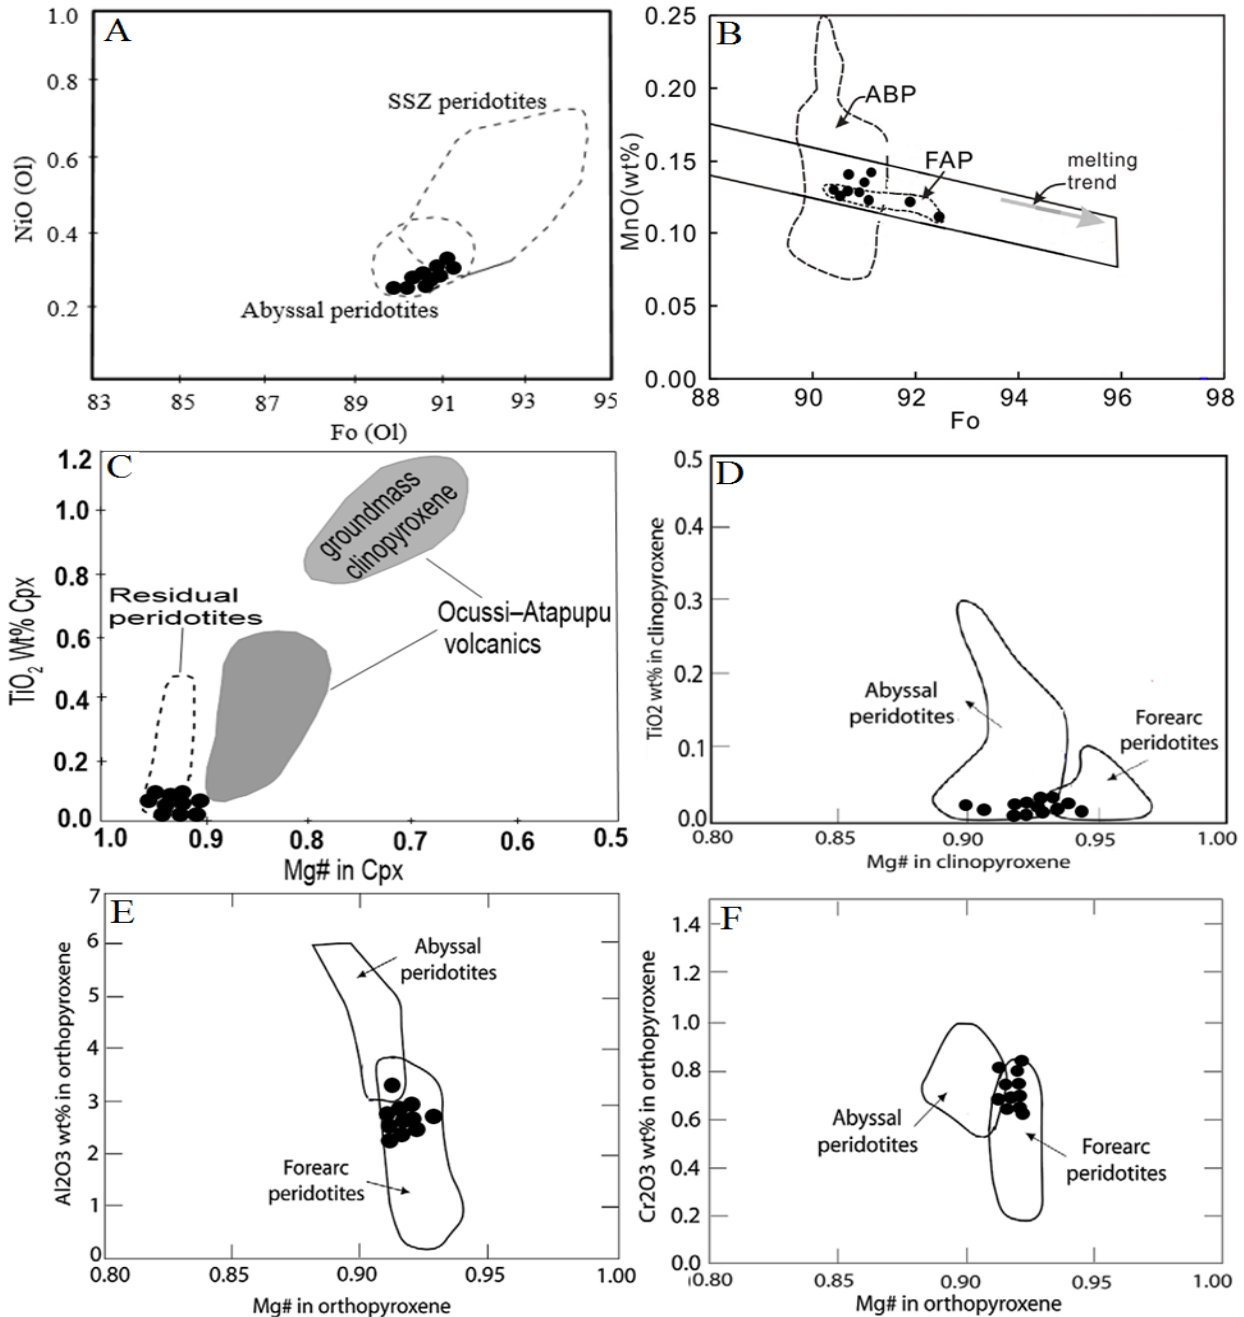 A
1.0
0.8
0.6
0.4
0.2
NiO (Ol)
SSZ peridotites
Abyssal peridotites
83 85 87 89 91 93 95
Fo (Ol)
B
0.25
0.20
0.15
0.10
0.05
0.00
MnO(wt%)
ABP
FAP
melting
trend
88 90 92 94 96 98
Fo
C
1.2
1.0
0.8
0.6
0.4
0.2
0.0
TiO2 Wt% Cpx
groundmass
clinopyroxene
Residual
peridotites
Ocussi–Atapupu
volcanics
1.0 0.9 0.8 0.7 0.6 0.5
Mg# in Cpx
D
0.5
0.4
0.3
0.2
0.1
0.0
TiO2 wt% in clinopyroxene
Abyssal
peridotites
Forearc
peridotites
0.80 0.85 0.90 0.95 1.00
Mg# in clinopyroxene
E
7
6
5
4
3
2
1
0
Al2O3 wt% in orthopyroxene
Abyssal
peridotites
Forearc
peridotites
0.80 0.85 0.90 0.95 1.00
Mg# in orthopyroxene
F
1.4
1.2
1.0
0.8
0.6
0.4
0.2
0.0
Cr2O3 wt% in orthopyroxene
Abyssal
peridotites
Forearc
peridotites
0.80 0.85 0.90 0.95 1.00
Mg# in orthopyroxene